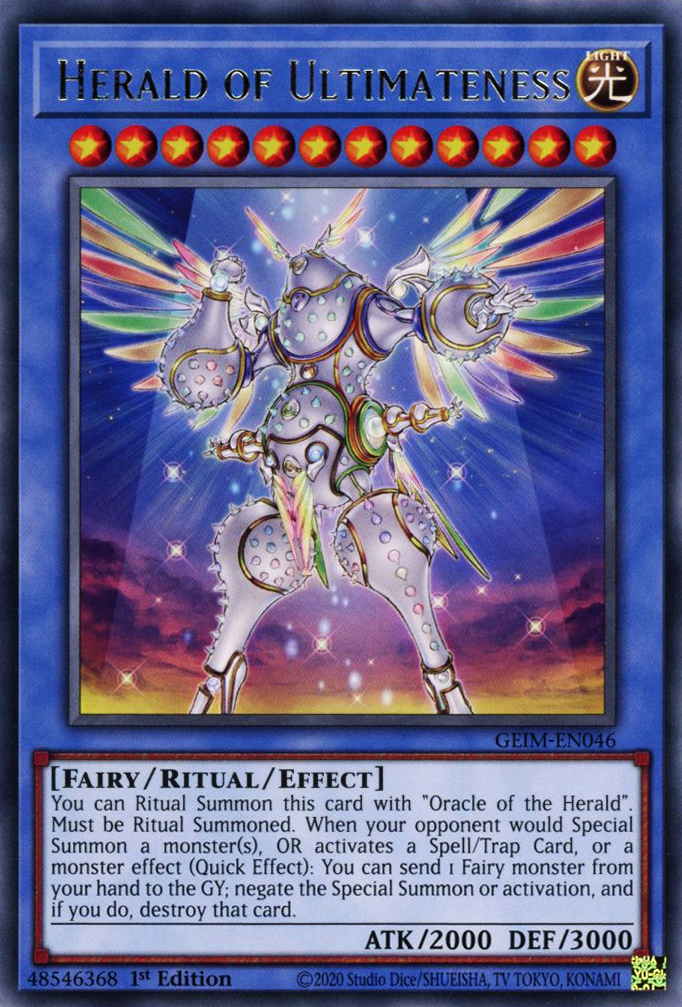 HERALD OF ULTIMATENESS
LIGHT
光
GEIM-EN046
[FAIRY/RITUAL/EFFECT]
You can Ritual Summon this card with "Oracle of the Herald".
Must be Ritual Summoned. When your opponent would Special
Summon a monster(s), OR activates a Spell/Trap Card, or a
monster effect (Quick Effect): You can send 1 Fairy monster from
your hand to the GY; negate the Special Summon or activation, and
if you do, destroy that card.
ATK/2000 DEF/3000
48546368 1st Edition ©2020 Studio Dice/SHUEISHA, TV TOKYO, KONAMI